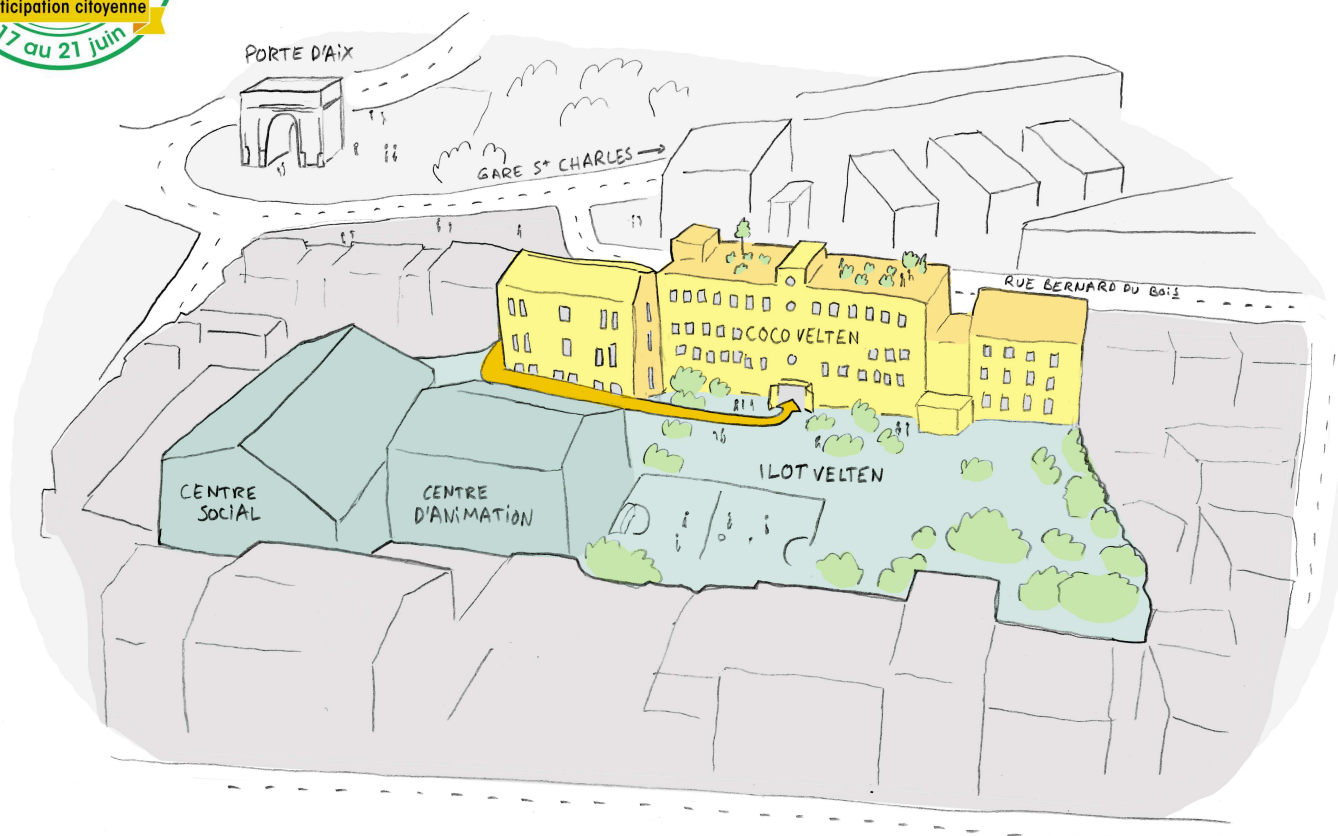 ticipation citoyenne
17 au 21 juin
PORTE D'AIX
GARE St CHARLES →
RUE BERNARD DU BOIS
COCO VELTEN
ILOT VELTEN
CENTRE
SOCIAL
CENTRE
D'ANIMATION